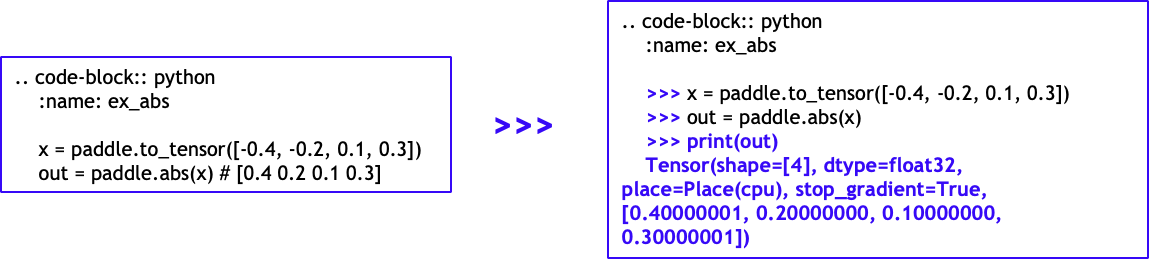 .. code-block:: python
:name: ex_abs
x = paddle.to_tensor([-0.4, -0.2, 0.1, 0.3])
out = paddle.abs(x) # [0.4 0.2 0.1 0.3]
>>>
.. code-block:: python
:name: ex_abs
>>> x = paddle.to_tensor([-0.4, -0.2, 0.1, 0.3])
>>> out = paddle.abs(x)
>>> print(out)
Tensor(shape=[4], dtype=float32,
place=Place(cpu), stop_gradient=True,
[0.40000001, 0.20000000, 0.10000000,
0.30000001])